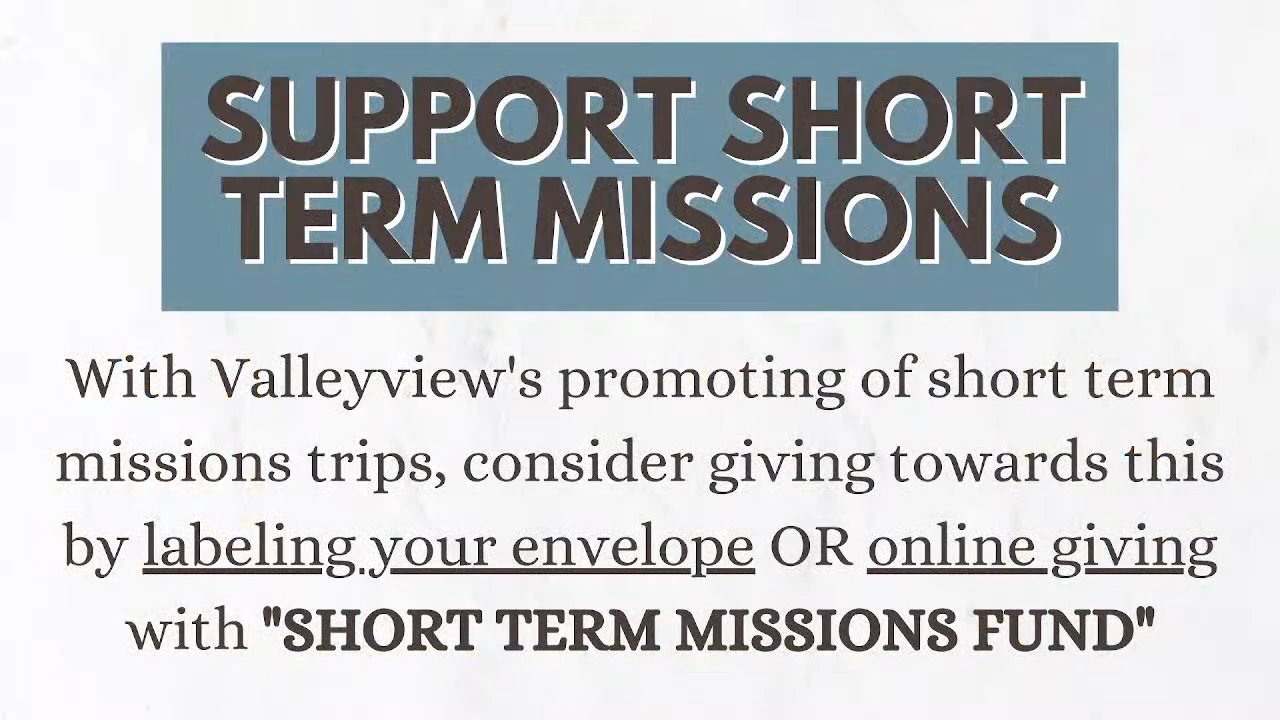 SUPPORT SHORT
TERM MISSIONS
With Valleyview's promoting of short term
missions trips, consider giving towards this
by labeling your envelope OR online giving
with "SHORT TERM MISSIONS FUND"